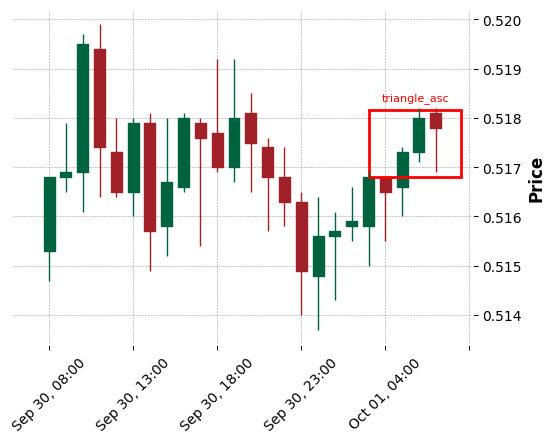 0.520
0.519
triangle_asc
0.518
0.517
0.516
0.515
0.514
Price
Sep 30, 08:00
Sep 30, 13:00
Sep 30, 18:00
Sep 30, 23:00
Oct 01, 04:00